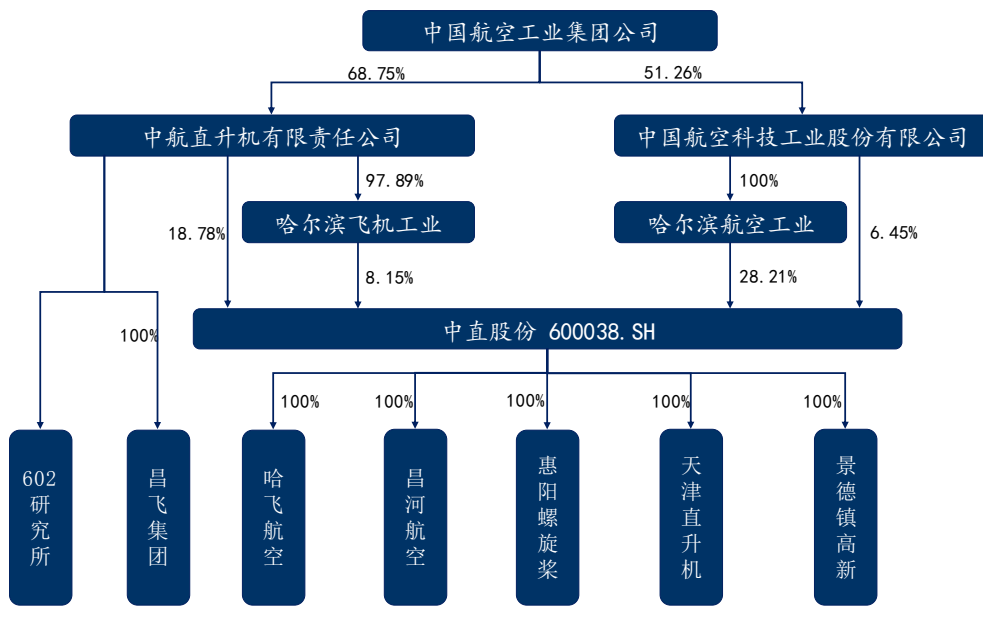 中国航空工业集团公司
68.75%
51.26%
中航直升机有限责任公司
中国航空科技工业股份有限公司
97.89%
100%
哈尔滨飞机工业
哈尔滨航空工业
18.78%
6.45%
8.15%
28.21%
中直股份 600038.SH
100%
100%
100%
100%
100%
100%
602研究所
昌飞集团
哈飞航空
昌河航空
惠阳螺旋桨
天津直升机
景德镇高新